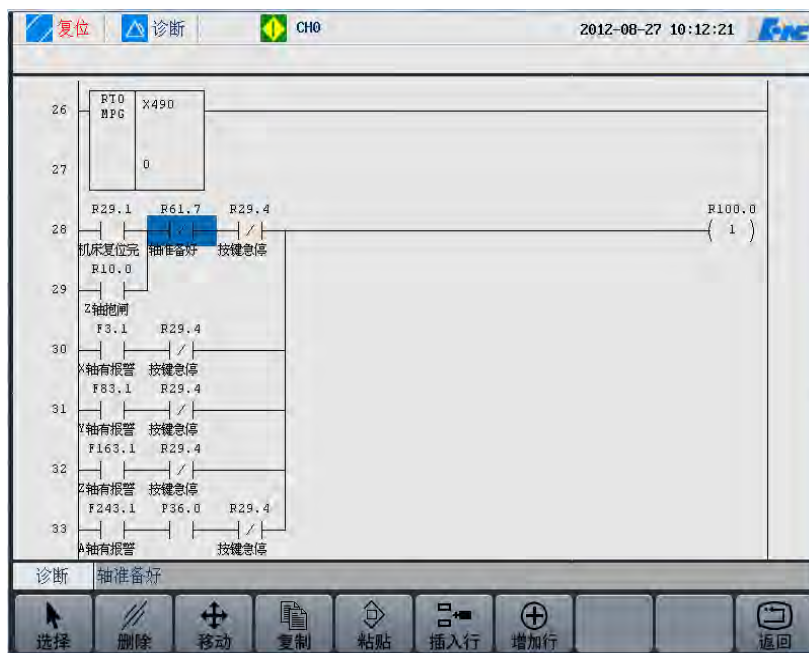 复位 诊断 CH0 2012-08-27 10:12:21
26 RTO MPG X490
27 0
R29.1 R61.7 R29.4 R100.0
28 1
机床复位完 轴准备好 按键急停
R10.0
29
Z轴抱闸
F3.1 R29.4
30
X轴有报警 按键急停
F83.1 R29.4
31
Y轴有报警 按键急停
F163.1 R29.4
32
Z轴有报警 按键急停
F243.1 P36.0 R29.4
33
A轴有报警 按键急停
诊断 轴准备好
选择 删除 移动 复制 粘贴 插入行 增加行 返回